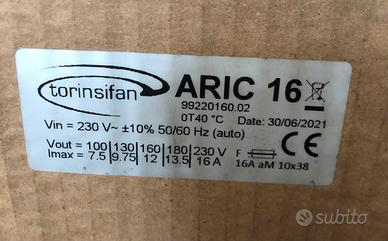 torinsifan
ARIC 16
99220160.02
0T40 °C Date: 30/06/2021
Vin = 230 V~ ±10% 50/60 Hz (auto)
Vout = 100|130|160|180|230 V
Imax= 7.5|9.75|12|13.5|16 A
F
16A aM 10x38
CE
subito